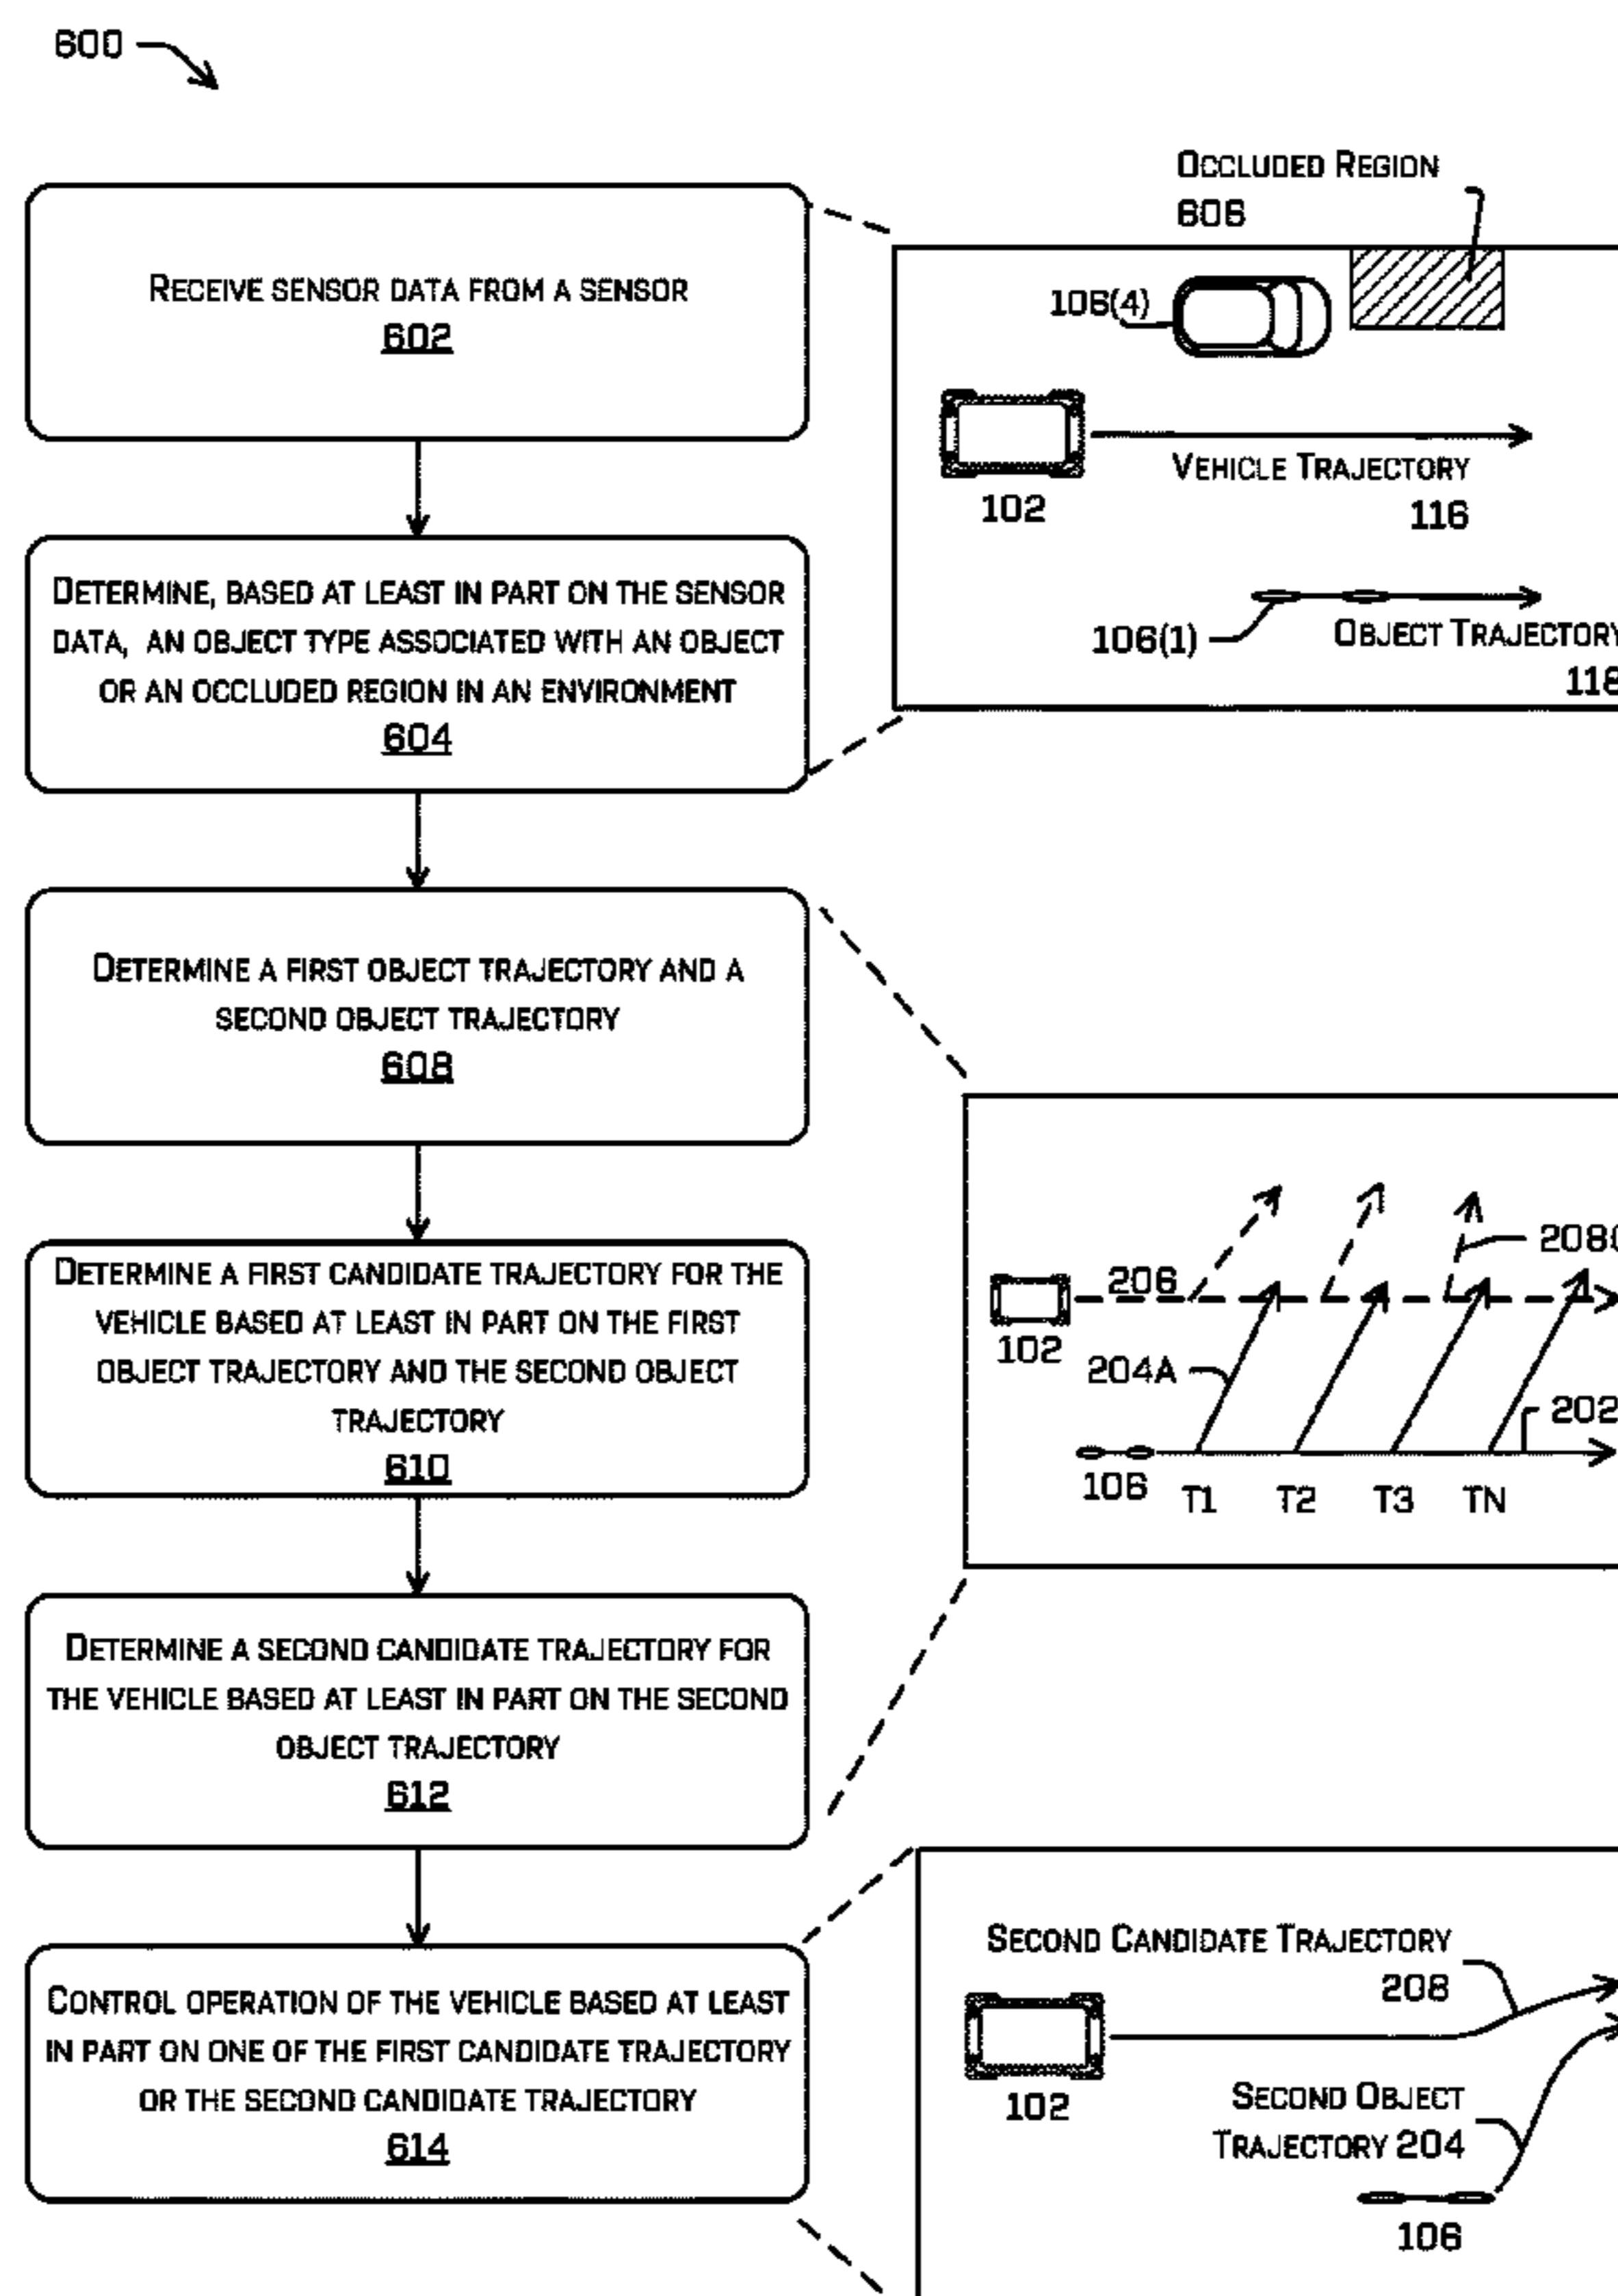 600
RECEIVE SENSOR DATA FROM A SENSOR
602
DETERMINE, BASED AT LEAST IN PART ON THE SENSOR
DATA, AN OBJECT TYPE ASSOCIATED WITH AN OBJECT
OR AN OCCLUDED REGION IN AN ENVIRONMENT
604
OCCLUDED REGION
606
106(4)
102
VEHICLE TRAJECTORY
116
106(1)
OBJECT TRAJECTORY
118
DETERMINE A FIRST OBJECT TRAJECTORY AND A
SECOND OBJECT TRAJECTORY
608
DETERMINE A FIRST CANDIDATE TRAJECTORY FOR THE
VEHICLE BASED AT LEAST IN PART ON THE FIRST
OBJECT TRAJECTORY AND THE SECOND OBJECT
TRAJECTORY
610
DETERMINE A SECOND CANDIDATE TRAJECTORY FOR
THE VEHICLE BASED AT LEAST IN PART ON THE SECOND
OBJECT TRAJECTORY
612
206
208
102
204A
202
106
T1 T2 T3 TN
CONTROL OPERATION OF THE VEHICLE BASED AT LEAST
IN PART ON ONE OF THE FIRST CANDIDATE TRAJECTORY
OR THE SECOND CANDIDATE TRAJECTORY
614
SECOND CANDIDATE TRAJECTORY
208
102
SECOND OBJECT
TRAJECTORY 204
106